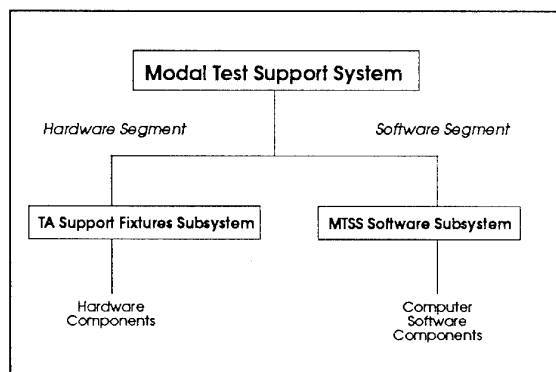 Modal Test Support System
Hardware Segment
Software Segment
TA Support Fixtures Subsystem
MTSS Software Subsystem
Hardware
Components
Computer
Software
Components